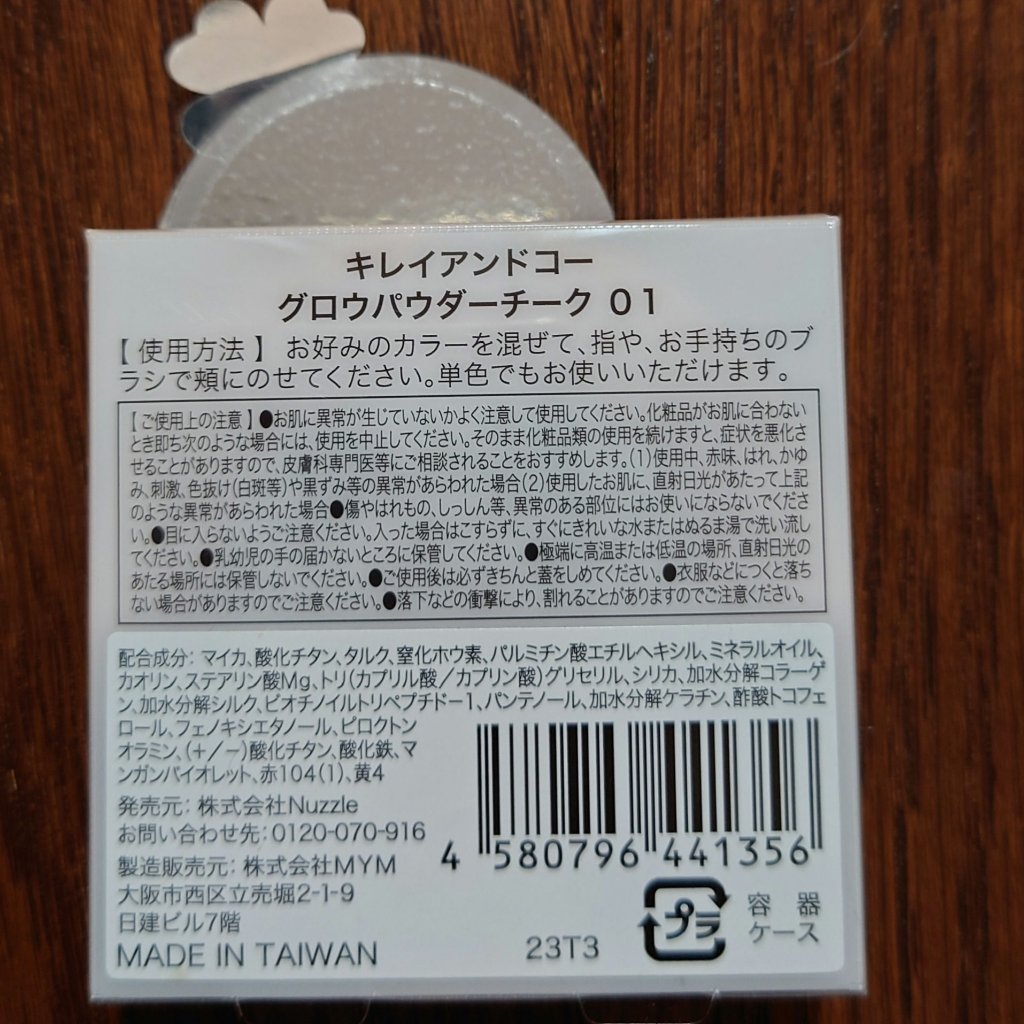 キレイアンドコー
グロウパウダーチーク 01
【 使用方法 】 お好みのカラーを混ぜて、指や、お手持ちのブ
ラシで頬にのせてください。単色でもお使いいただけます。
【 ご使用上の注意 】●お肌に異常が生じていないかよく注意して使用してください。化粧品がお肌に合わない
とき即ち次のような場合には、使用を中止してください。そのまま化粧品類の使用を続けますと、症状を悪化さ
せることがありますので、皮膚科専門医等にご相談されることをおすすめします。(1)使用中、赤味、はれ、かゆ
み、刺激、色抜け(白斑等)や黒ずみ等の異常があらわれた場合(2)使用したお肌に、直射日光があたって上記
のような異常があらわれた場合●傷やはれもの、しっしん等、異常のある部位にはお使いにならないでくださ
い。●目に入らないようご注意ください。入った場合はこすらずに、すぐにきれいな水またはぬるま湯で洗い流し
てください。●乳幼児の手の届かないところに保管してください。●極端に高温または低温の場所、直射日光の
あたる場所には保管しないでください。●ご使用後は必ずきちんと蓋をしめてください。●衣服などにつくと落ち
ない場合がありますのでご注意ください。●落下などの衝撃により、割れることがありますのでご注意ください。
配合成分: マイカ、酸化チタン、タルク、窒化ホウ素、パルミチン酸エチルヘキシル、ミネラルオイル、
カオリン、ステアリン酸Mg、トリ(カプリル酸／カプリン酸)グリセリル、シリカ、加水分解コラーゲ
ン、加水分解シルク、ビオチノイルトリペプチド－1、パンテノール、加水分解ケラチン、酢酸トコフェ
ロール、フェノキシエタノール、ピロクトン
オラミン、(＋／－)酸化チタン、酸化鉄、マ
ンガンバイオレット、赤104(1)、黄4
発売元: 株式会社Nuzzle
お問い合わせ先: 0120-070-916
製造販売元: 株式会社MYM
大阪市西区立売堀2-1-9
日建ビル7階
MADE IN TAIWAN
23T3
4 580796 441356
プラ
容 器
ケース